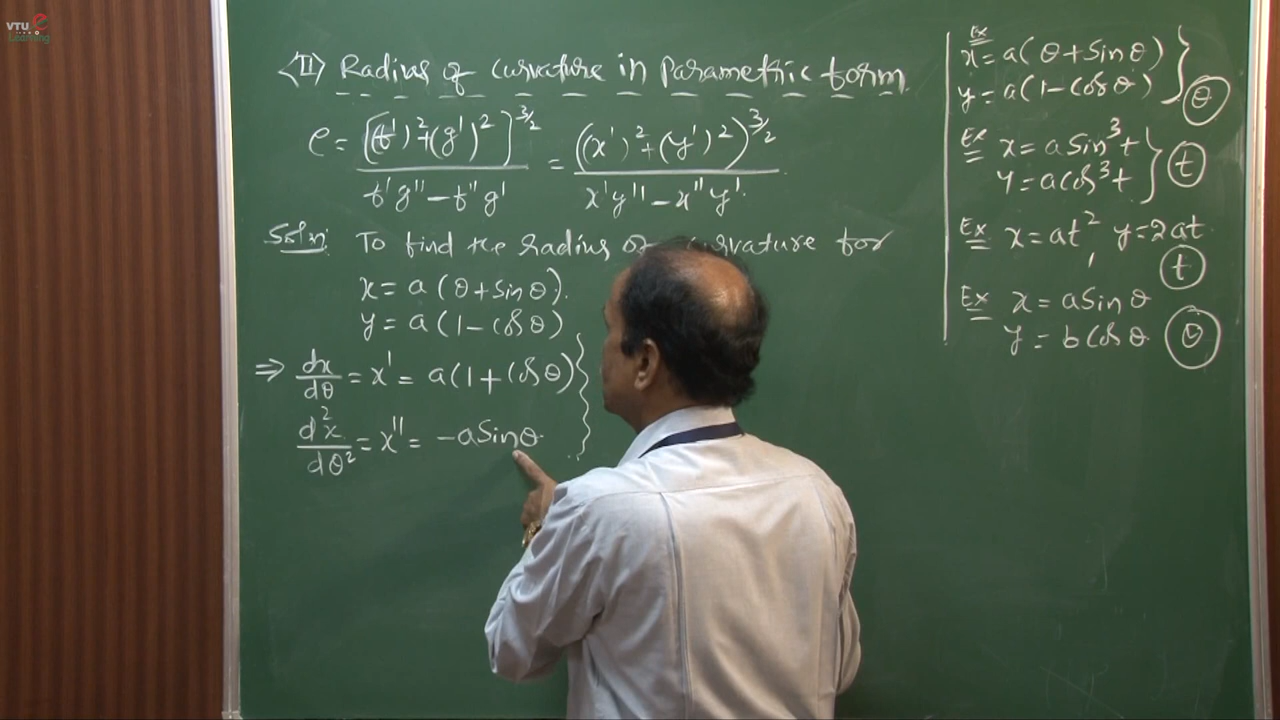 VTU e
Learning
<II> Radius of curvature in parametric form
ρ = [(f')² + (g')²]^3/2 / f'g'' − f''g' = ((x')² + (y')²)^3/2 / x'y'' − x''y'.
Soln: To find the radius of curvature for
x = a(θ + sinθ).
y = a(1 − cosθ)
⇒ dx/dθ = x' = a(1 + cosθ)
d²x/dθ² = x'' = −a sinθ
Ex x = a(θ + sinθ)
y = a(1 − cosθ) } θ
Ex x = a sin³t
y = a cos³t } t
Ex x = at², y = 2at
t
Ex x = a sinθ
y = b cosθ θ